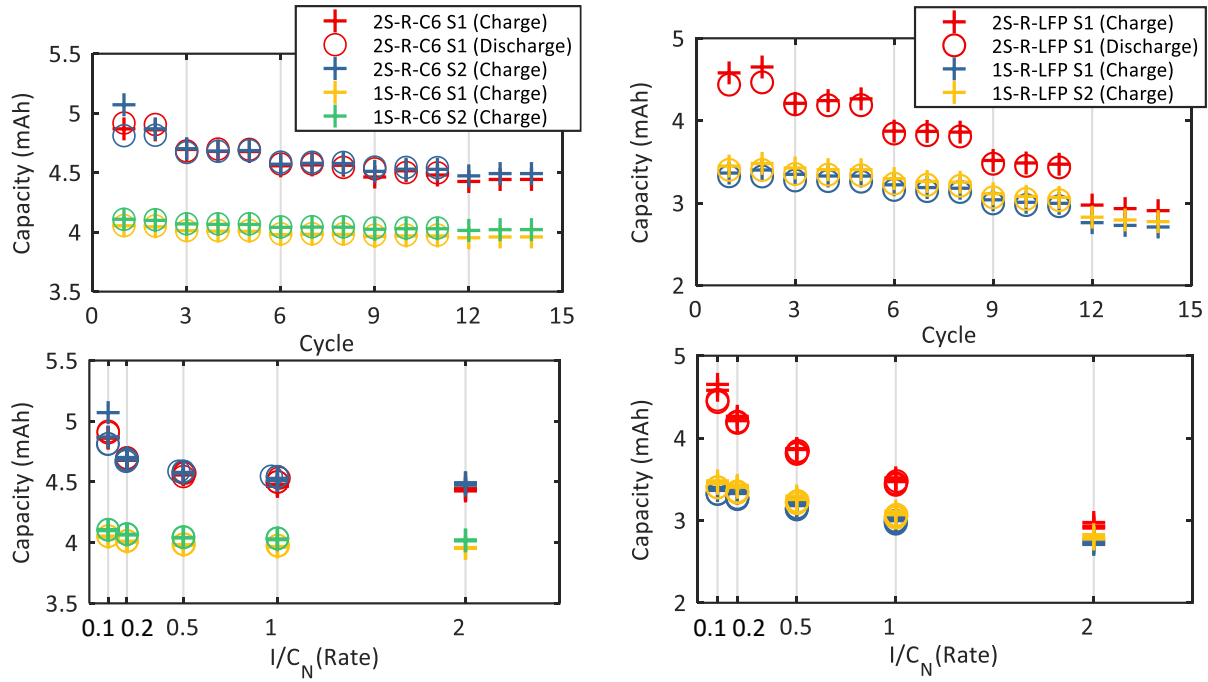 2S-R-C6 S1 (Charge)
2S-R-C6 S1 (Discharge)
2S-R-C6 S2 (Charge)
1S-R-C6 S1 (Charge)
1S-R-C6 S2 (Charge)
5.5
5
4.5
4
3.5
Capacity (mAh)
0
3
6
9
12
15
Cycle
2S-R-LFP S1 (Charge)
2S-R-LFP S1 (Discharge)
1S-R-LFP S1 (Charge)
1S-R-LFP S2 (Charge)
5
4
3
2
Capacity (mAh)
0
3
6
9
12
15
Cycle
5.5
5
4.5
4
3.5
Capacity (mAh)
0.1
0.2
0.5
1
2
I/C_N (Rate)
5
4
3
2
Capacity (mAh)
0.1
0.2
0.5
1
2
I/C_N (Rate)